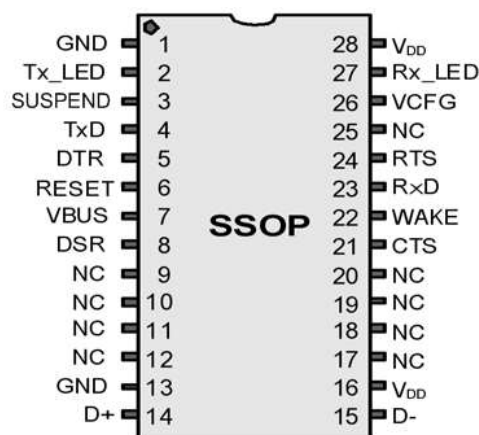 GND 1 28 VDD
Tx_LED 2 27 Rx_LED
SUSPEND 3 26 VCFG
TxD 4 25 NC
DTR 5 24 RTS
RESET 6 23 RxD
VBUS 7 22 WAKE
SSOP
DSR 8 21 CTS
NC 9 20 NC
NC 10 19 NC
NC 11 18 NC
NC 12 17 NC
GND 13 16 VDD
D+ 14 15 D-